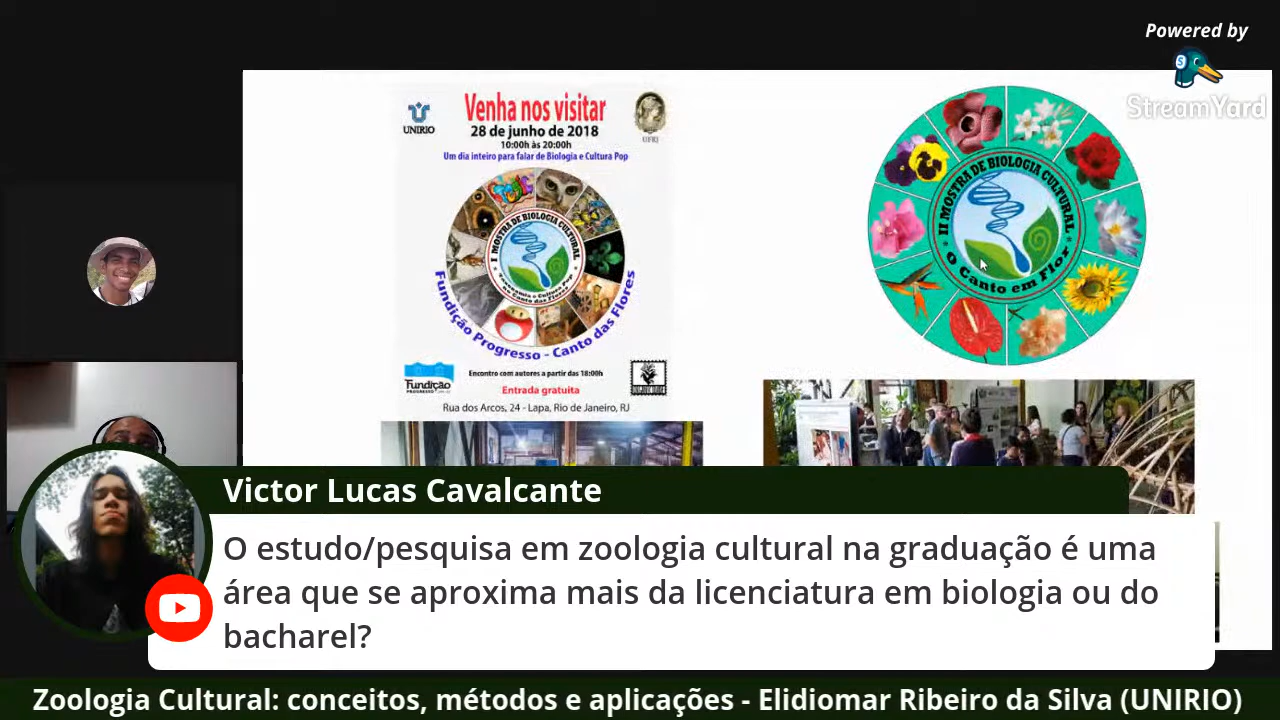 Powered by
StreamYard
UNIRIO
Venha nos visitar
28 de junho de 2018
10:00h às 20:00h
Um dia inteiro para falar de Biologia e Cultura Pop
I MOSTRA DE BIOLOGIA CULTURAL
Fundição Progresso - Canto das Flores
Fundição
PROGRESSO
Encontro com autores a partir das 18:00h
Entrada gratuita
Rua dos Arcos, 24 - Lapa, Rio de Janeiro, RJ
II MOSTRA DE BIOLOGIA CULTURAL
O Canto em Flor
Victor Lucas Cavalcante
O estudo/pesquisa em zoologia cultural na graduação é uma
área que se aproxima mais da licenciatura em biologia ou do
bacharel?
Zoologia Cultural: conceitos, métodos e aplicações - Elidiomar Ribeiro da Silva (UNIRIO)